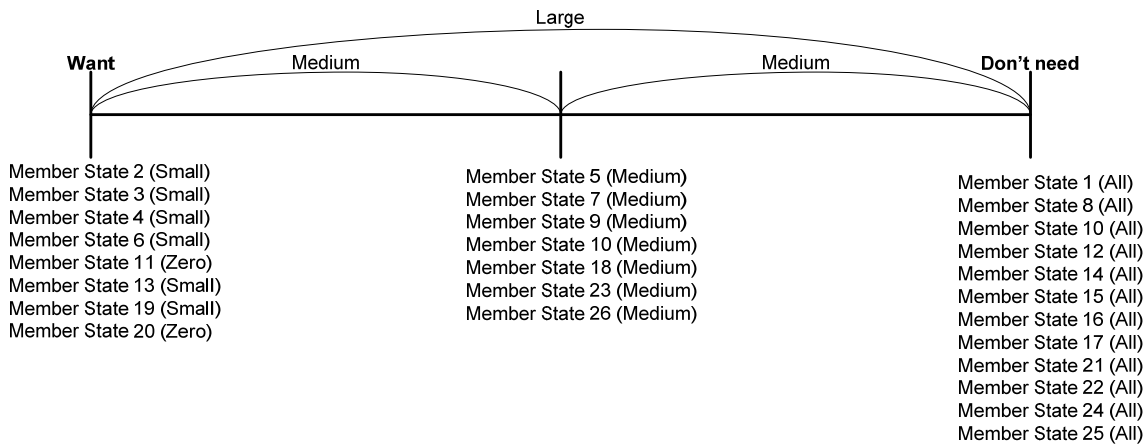 Large
Want
Medium
Medium
Don't need
Member State 2 (Small)
Member State 3 (Small)
Member State 4 (Small)
Member State 6 (Small)
Member State 11 (Zero)
Member State 13 (Small)
Member State 19 (Small)
Member State 20 (Zero)
Member State 5 (Medium)
Member State 7 (Medium)
Member State 9 (Medium)
Member State 10 (Medium)
Member State 18 (Medium)
Member State 23 (Medium)
Member State 26 (Medium)
Member State 1 (All)
Member State 8 (All)
Member State 10 (All)
Member State 12 (All)
Member State 14 (All)
Member State 15 (All)
Member State 16 (All)
Member State 17 (All)
Member State 21 (All)
Member State 22 (All)
Member State 24 (All)
Member State 25 (All)